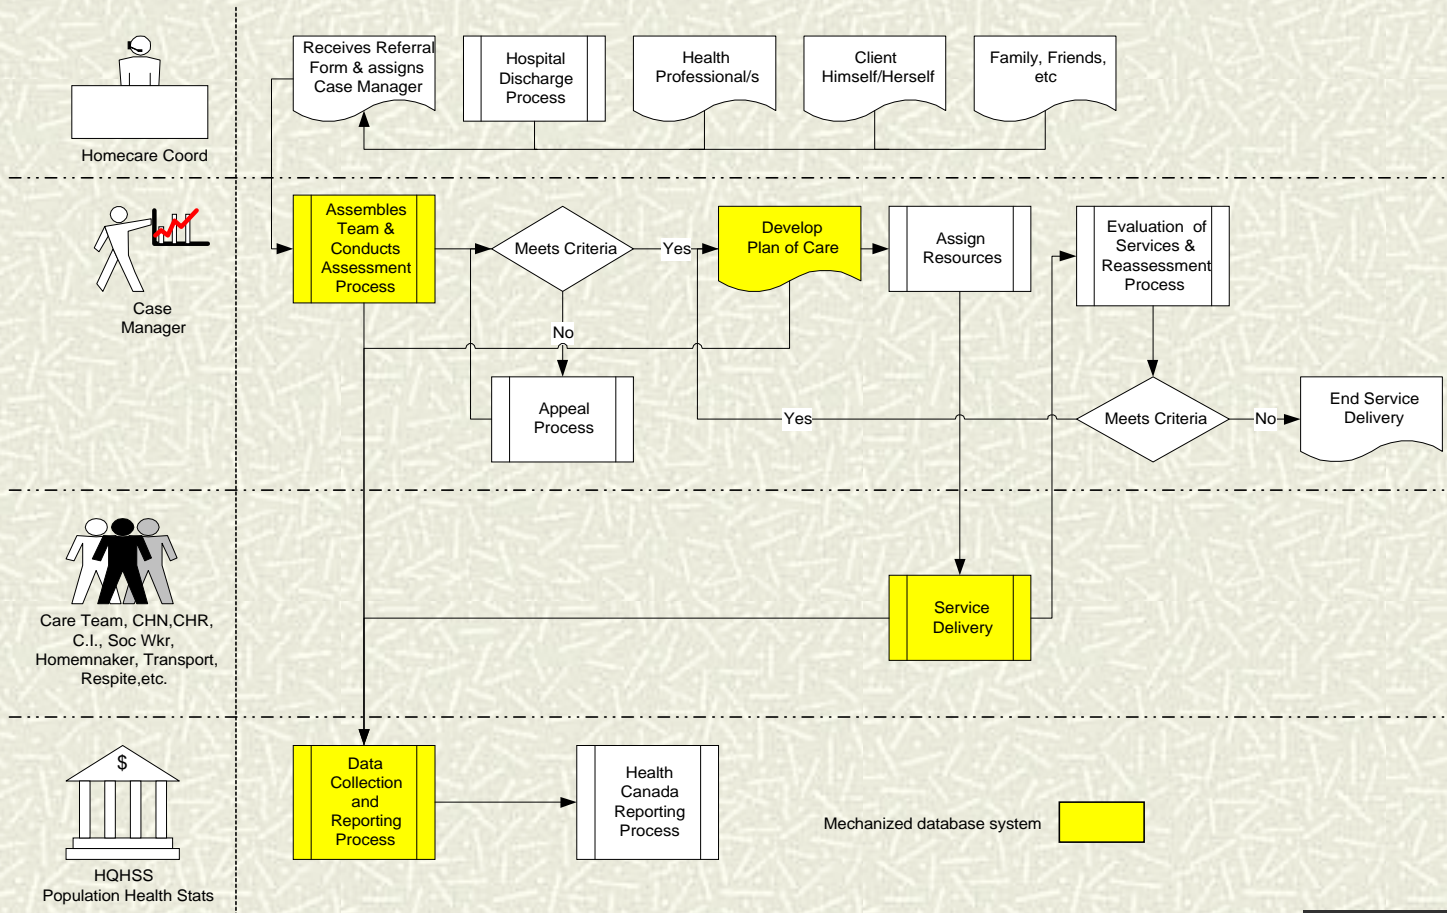 Receives Referral
Form & assigns
Case Manager
Hospital
Discharge
Process
Health
Professional/s
Client
Himself/Herself
Family, Friends,
etc
Homecare Coord
Assembles
Team &
Conducts
Assessment
Process
Meets Criteria
Yes
Develop
Plan of Care
Assign
Resources
Evaluation of
Services &
Reassessment
Process
Case
Manager
No
Appeal
Process
Yes
Meets Criteria
No
End Service
Delivery
Care Team, CHN,CHR,
C.I., Soc Wkr,
Homemnaker, Transport,
Respite,etc.
Service
Delivery
$
HQHSS
Population Health Stats
Data
Collection
and
Reporting
Process
Health
Canada
Reporting
Process
Mechanized database system